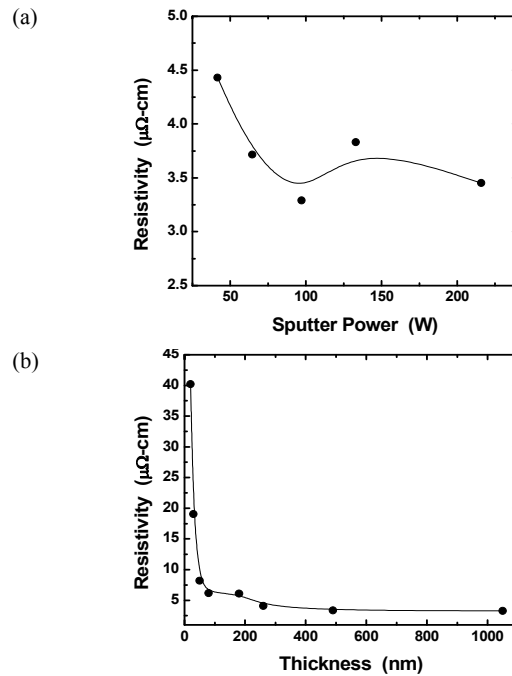 (a)
5.0
4.5
4.0
3.5
3.0
2.5
50 100 150 200
Resistivity (μΩ-cm)
Sputter Power (W)
(b)
45
40
35
30
25
20
15
10
5
0 200 400 600 800 1000
Resistivity (μΩ-cm)
Thickness (nm)